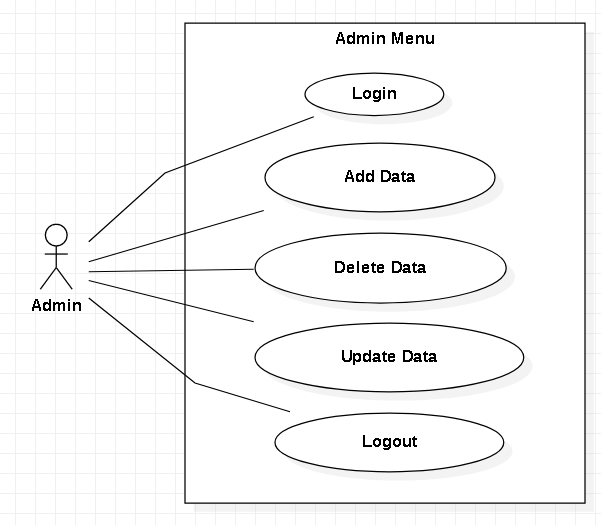 Admin Menu
Login
Add Data
Delete Data
Admin
Update Data
Logout